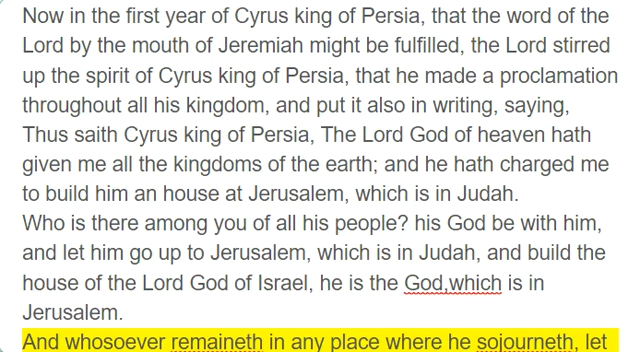 Now in the first year of Cyrus king of Persia, that the word of the
Lord by the mouth of Jeremiah might be fulfilled, the Lord stirred
up the spirit of Cyrus king of Persia, that he made a proclamation
throughout all his kingdom, and put it also in writing, saying,
Thus saith Cyrus king of Persia, The Lord God of heaven hath
given me all the kingdoms of the earth; and he hath charged me
to build him an house at Jerusalem, which is in Judah.
Who is there among you of all his people? his God be with him,
and let him go up to Jerusalem, which is in Judah, and build the
house of the Lord God of Israel, he is the God,which is in
Jerusalem.
And whosoever remaineth in any place where he sojourneth, let